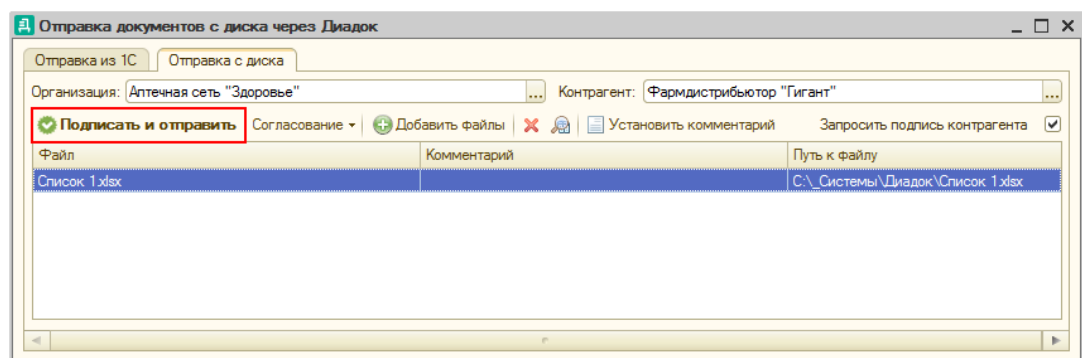 Отправка документов с диска через Диадок
Отправка из 1С Отправка с диска
Организация: Аптечная сеть "Здоровье" ... Контрагент: Фармдистрибьютор "Гигант" ...
Подписать и отправить Согласование Добавить файлы Установить комментарий Запросить подпись контрагента
Файл Комментарий Путь к файлу
Список 1.xlsx C:\_Системы\Диадок\Список 1.xlsx